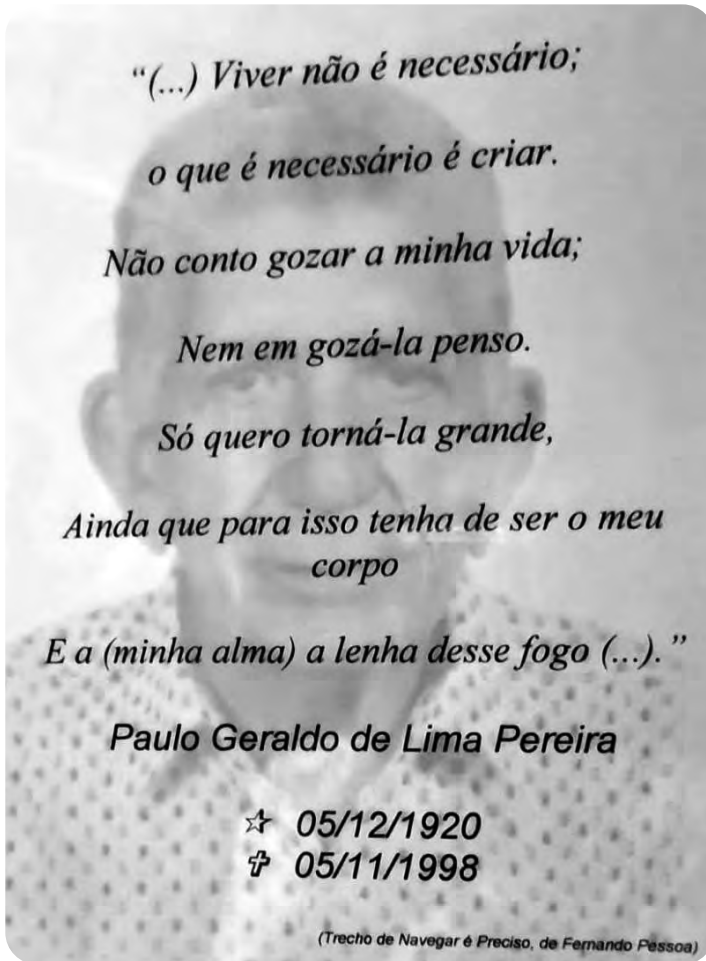 “(...) Viver não é necessário;
o que é necessário é criar.
Não conto gozar a minha vida;
Nem em gozá-la penso.
Só quero torná-la grande,
Ainda que para isso tenha de ser o meu
corpo
E a (minha alma) a lenha desse fogo (...). ”
Paulo Geraldo de Lima Pereira
☆ 05/12/1920
✞ 05/11/1998
(Trecho de Navegar é Preciso, de Fernando Pessoa)